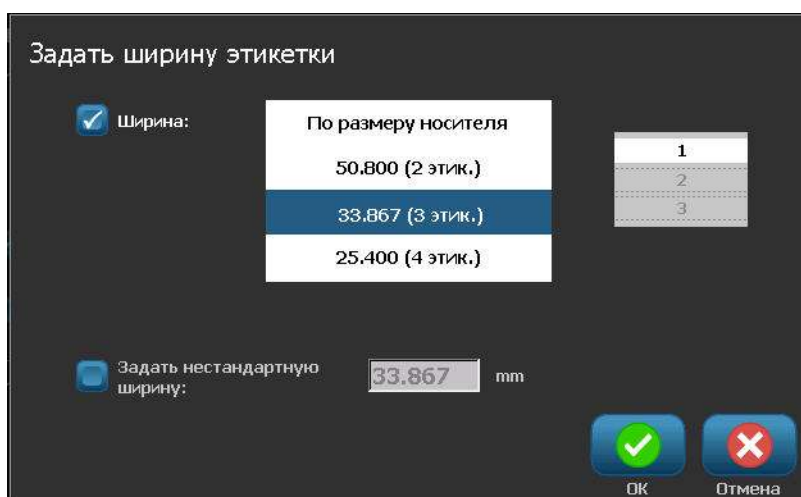 Задать ширину этикетки
Ширина:
По размеру носителя
50.800 (2 этик.)
33.867 (3 этик.)
25.400 (4 этик.)
1
2
3
Задать нестандартную
ширину:
33.867 mm
OK
Отмена